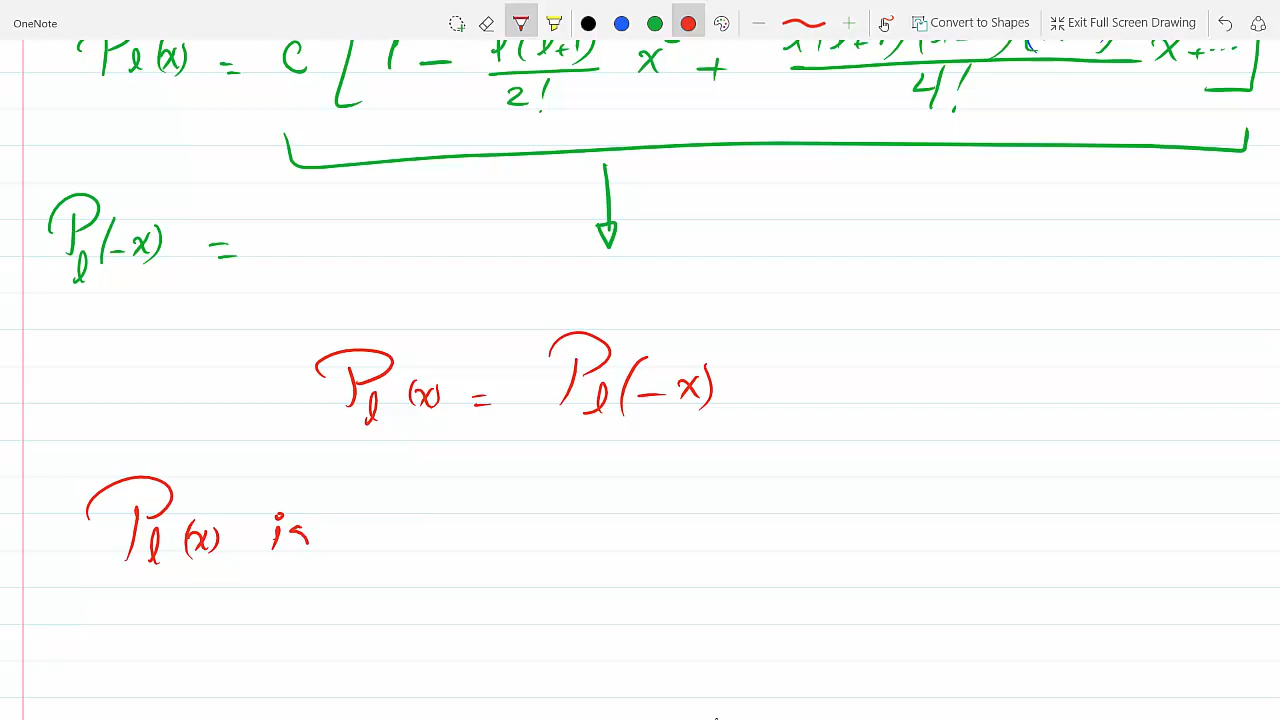 OneNote
Convert to Shapes
Exit Full Screen Drawing
Pl(x) = C [ 1 - l(l+1)/2! x² + /4! x + ... ]
Pl(-x) =
Pl(x) = Pl(-x)
Pl(x) is